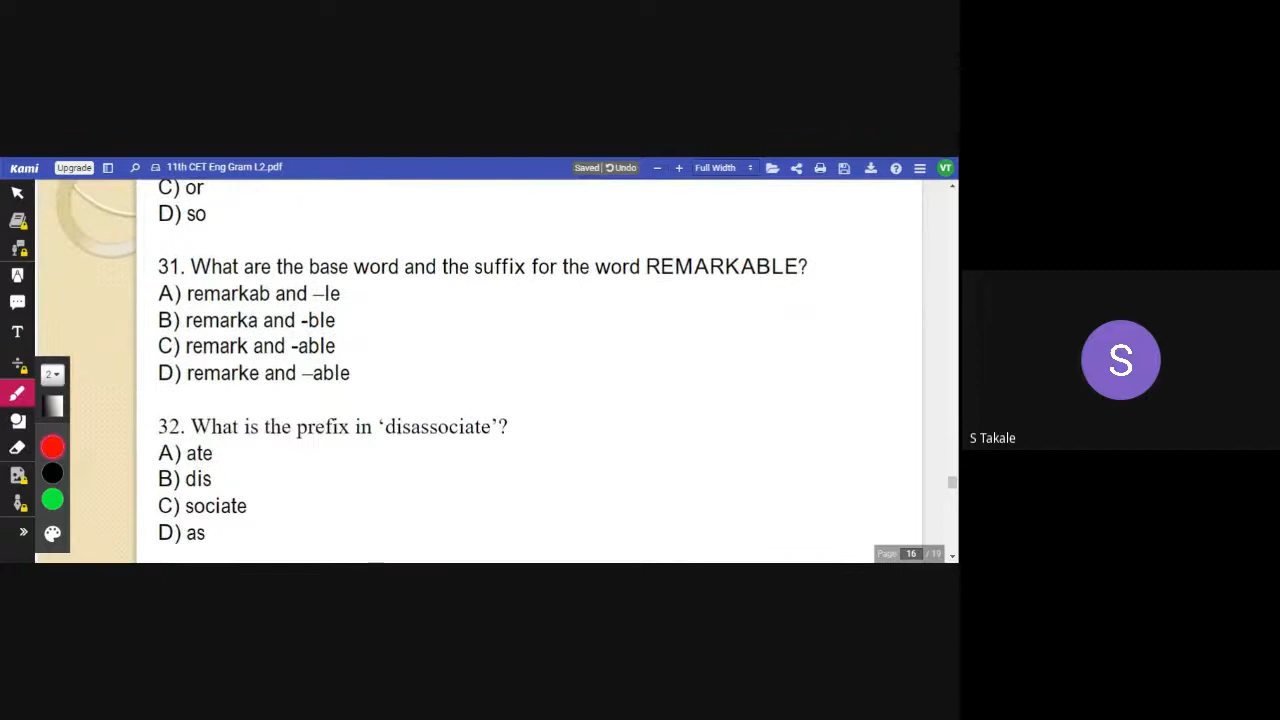 Kami
Upgrade
11th CET Eng Gram L2.pdf
Saved
Undo
Full Width
VT
C) or
D) so
31. What are the base word and the suffix for the word REMARKABLE?
A) remarkab and –le
B) remarka and -ble
C) remark and -able
D) remarke and –able
32. What is the prefix in ‘disassociate’?
A) ate
B) dis
C) sociate
D) as
2
T
Page 16 / 19
S
S Takale